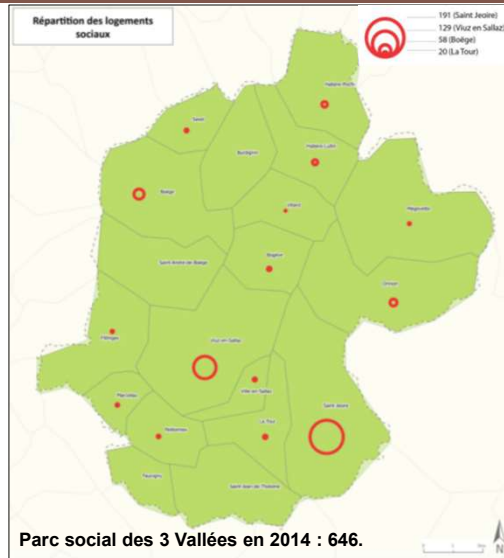 Répartition des logements
sociaux
191 (Saint Jeoire)
129 (Viuz en Sallaz)
58 (Boëge)
20 (La Tour)
Habère-Poche
Saxel
Burdignin
Habère-Lullin
Boëge
Villard
Mégevette
Saint-André-de-Boëge
Bogève
Onnion
Fillinges
Viuz-en-Sallaz
Ville-en-Sallaz
Marcellaz
Saint-Jeoire
Peillonnex
La Tour
Faucigny
Saint-Jean-de-Tholome
Parc social des 3 Vallées en 2014 : 646.
N